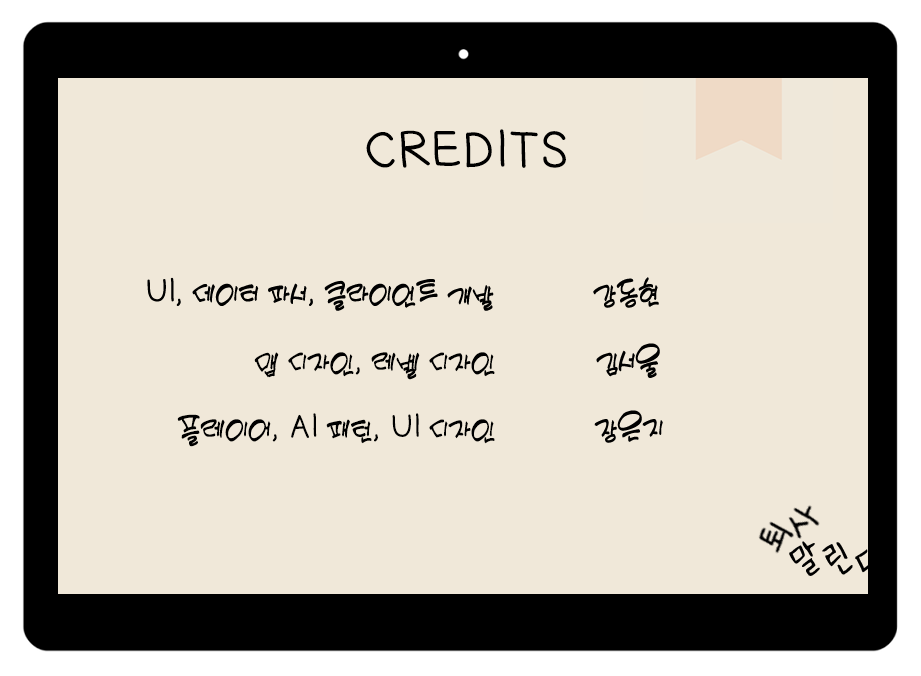 CREDITS
UI, 데이터 파서, 클라이언트 개발 강동현
맵 디자인, 레벨 디자인 김서울
플레이어, AI 패턴, UI 디자인 장은지
퇴사
말린